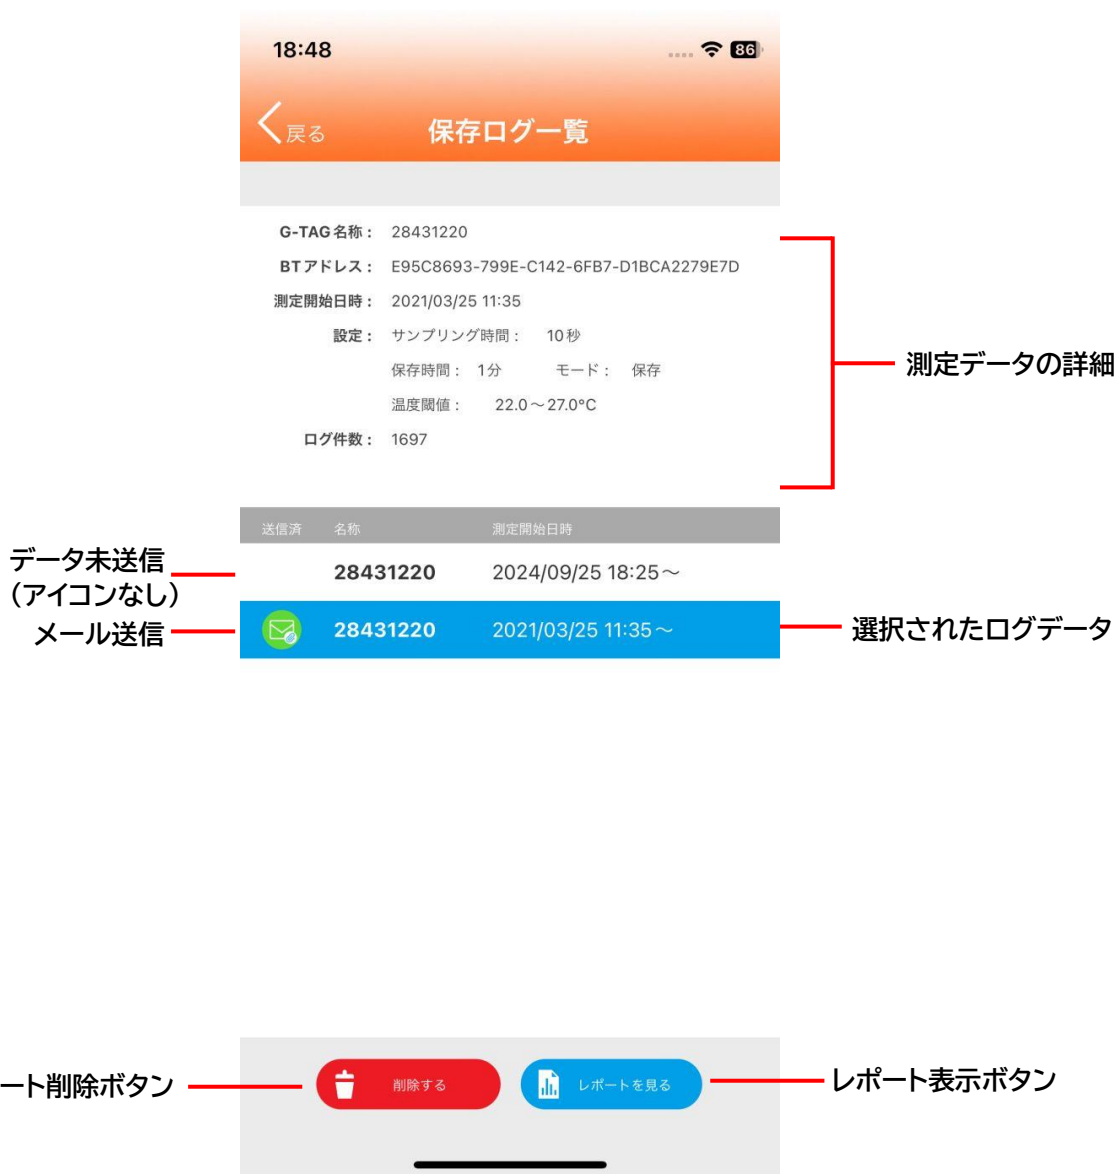 18:48
86
戻る
保存ログ一覧
G-TAG名称： 28431220
BTアドレス： E95C8693-799E-C142-6FB7-D1BCA2279E7D
測定開始日時： 2021/03/25 11:35
設定： サンプリング時間： 10秒
保存時間： 1分 モード： 保存
温度閾値： 22.0～27.0°C
ログ件数： 1697
測定データの詳細
送信済 名称 測定開始日時
データ未送信
（アイコンなし）
28431220 2024/09/25 18:25～
メール送信
28431220 2021/03/25 11:35～
選択されたログデータ
ート削除ボタン
削除する
レポートを見る
レポート表示ボタン